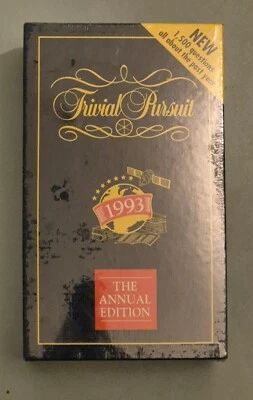 NEW
1,500 questions
all about the past year
Trivial Pursuit
1993
THE
ANNUAL
EDITION